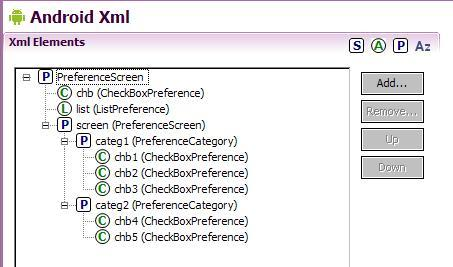 Android Xml
Xml Elements
S A P Az
P PreferenceScreen
C chb (CheckBoxPreference)
L list (ListPreference)
P screen (PreferenceScreen)
P categ1 (PreferenceCategory)
C chb1 (CheckBoxPreference)
C chb2 (CheckBoxPreference)
C chb3 (CheckBoxPreference)
P categ2 (PreferenceCategory)
C chb4 (CheckBoxPreference)
C chb5 (CheckBoxPreference)
Add...
Remove...
Up
Down